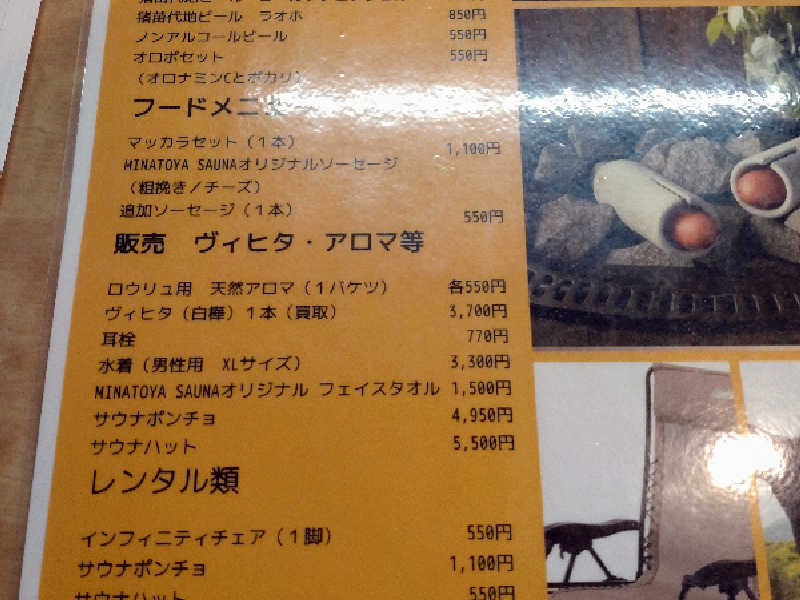 猪苗代地ビール ラオホ 850円
ノンアルコールビール 550円
オロポセット 550円
(オロナミンCとポカリ)
フードメニュー
マッカラセット（１本） 1,100円
MINATOYA SAUNAオリジナルソーセージ
（粗挽き／チーズ）
追加ソーセージ（１本） 550円
販売 ヴィヒタ・アロマ等
ロウリュ用 天然アロマ（１バケツ） 各550円
ヴィヒタ（白樺）１本（買取） 3,700円
耳栓 770円
水着（男性用 XLサイズ） 3,300円
MINATOYA SAUNAオリジナル フェイスタオル 1,500円
サウナポンチョ 4,950円
サウナハット 5,500円
レンタル類
インフィニティチェア（１脚） 550円
サウナポンチョ 1,100円
サウナハット 550円